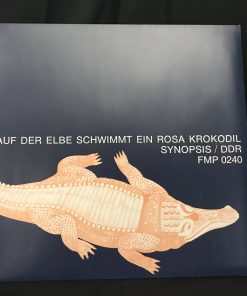 AUF DER ELBE SCHWIMMT EIN ROSA KROKODIL
SYNOPSIS / DDR
FMP 0240